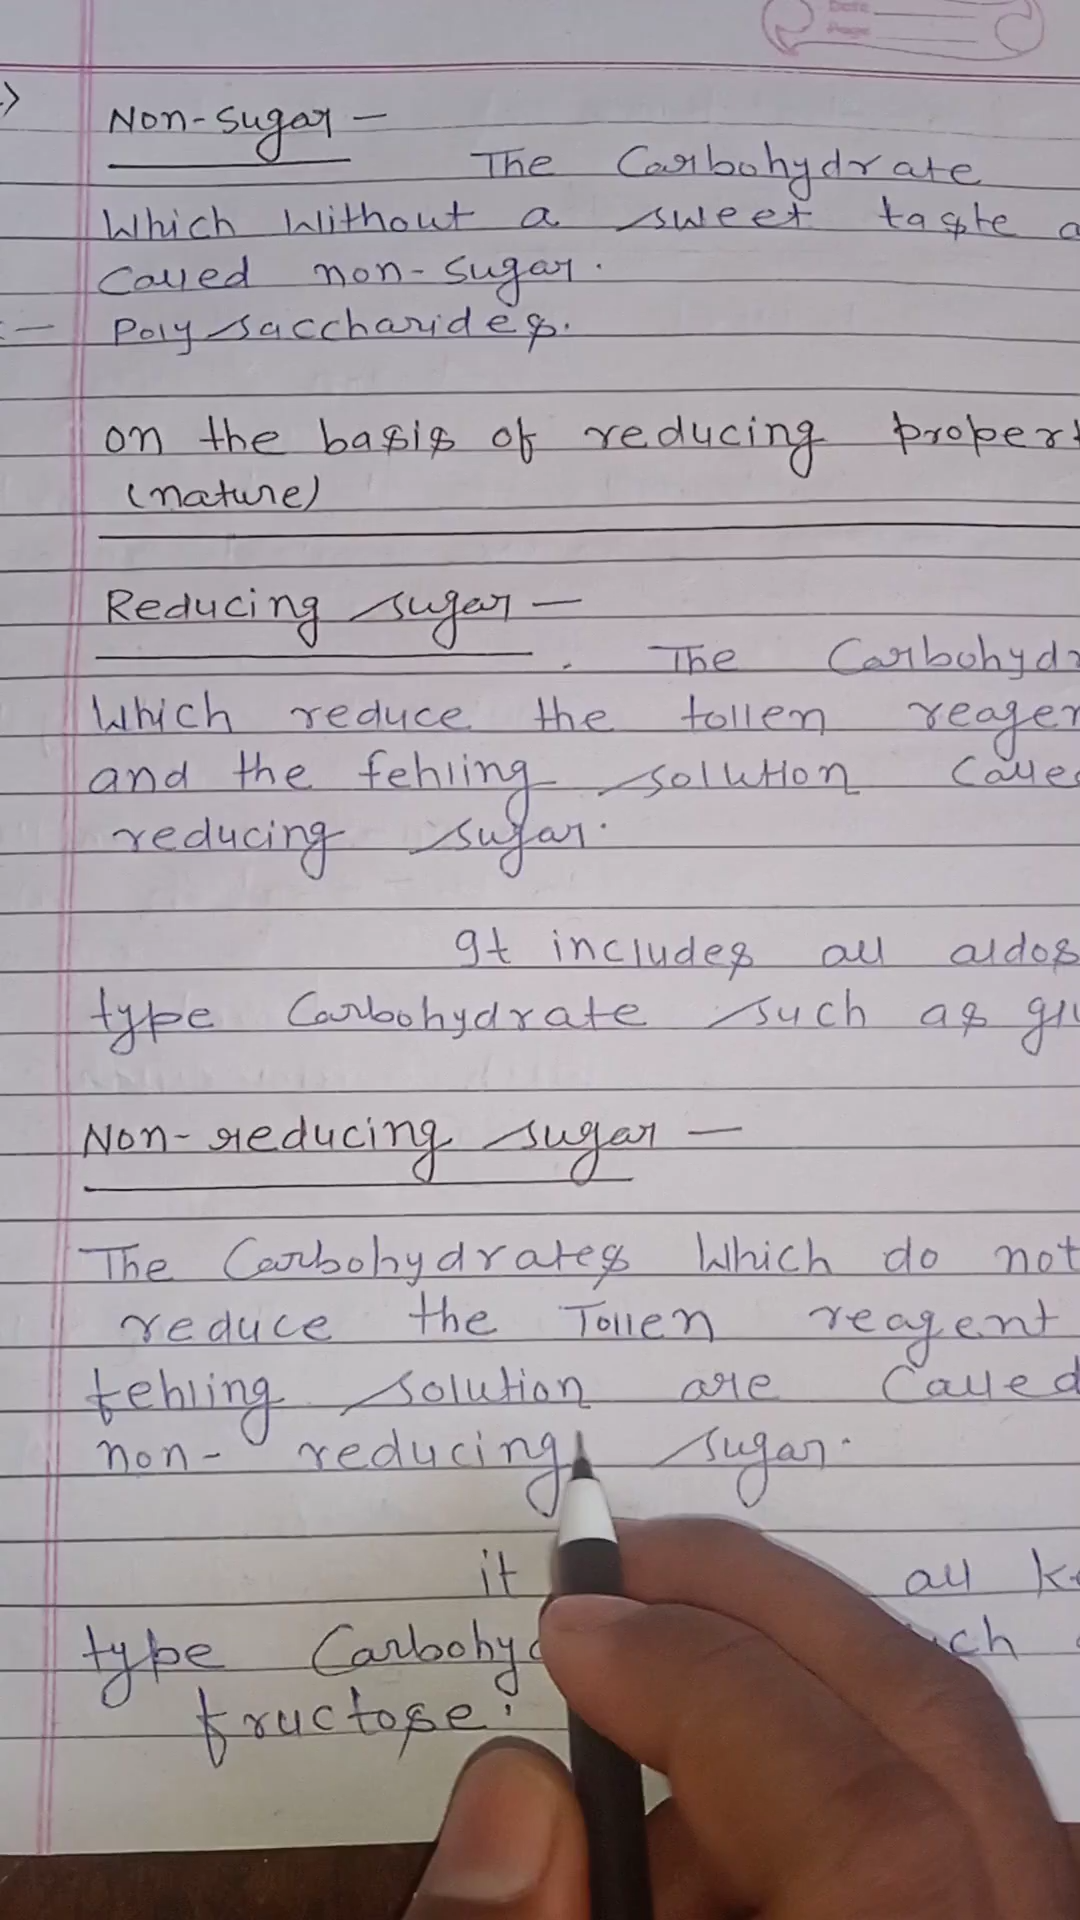 Date
Page
Non-sugar –
The Carbohydrate
Which Without a sweet taste
Called non-sugar.
Polysaccharides.
on the basis of reducing
(nature)
Reducing sugar –
The
Which reduce the tollen
and the fehling solution
reducing sugar.
It includes all
type Carbohydrate such as
Non-reducing sugar –
The Carbohydrates Which do not
reduce the Tollen reagent
fehling solution are Called
non- reducing sugar.
it all
type
fructose.